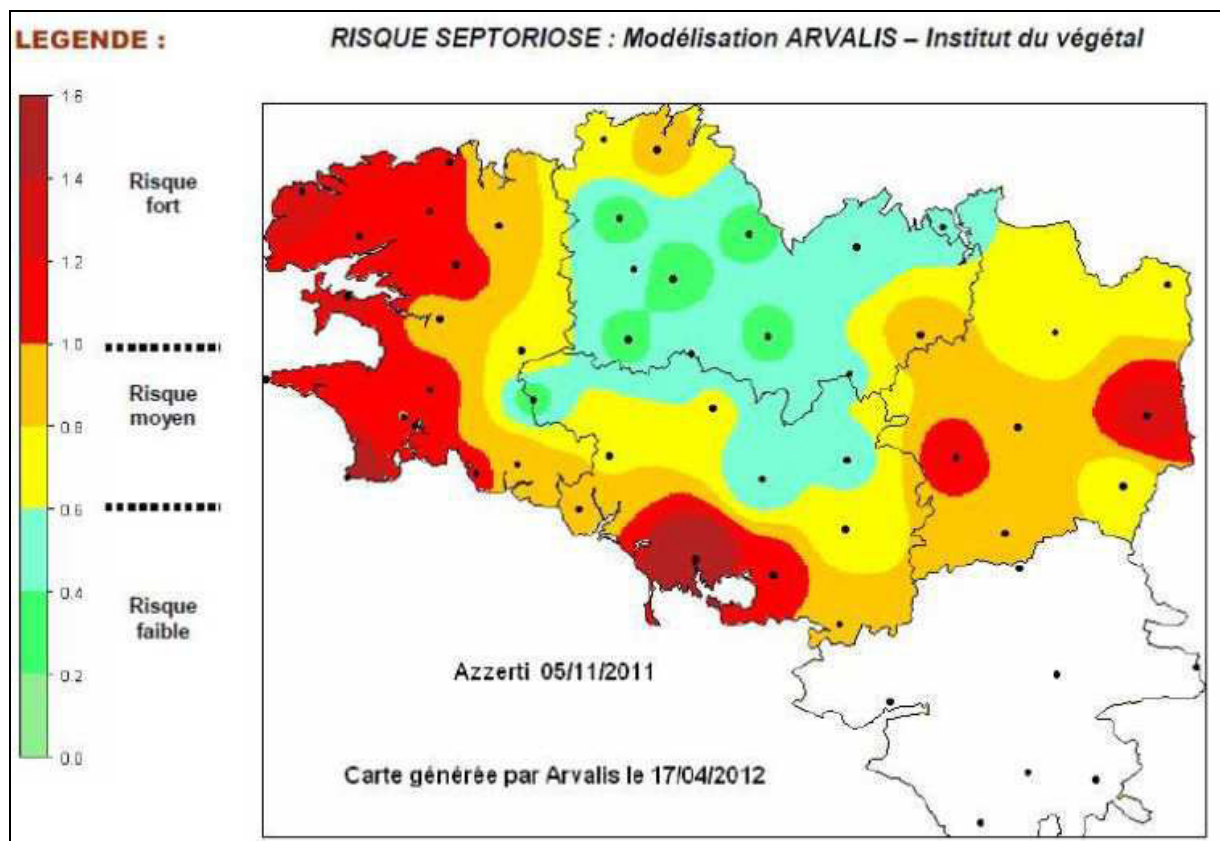 LEGENDE :
RISQUE SEPTORIOSE : Modélisation ARVALIS – Institut du végétal
1.6
1.4
1.2
1.0
0.8
0.6
0.4
0.2
0.0
Risque
fort
Risque
moyen
Risque
faible
Azzerti 05/11/2011
Carte générée par Arvalis le 17/04/2012